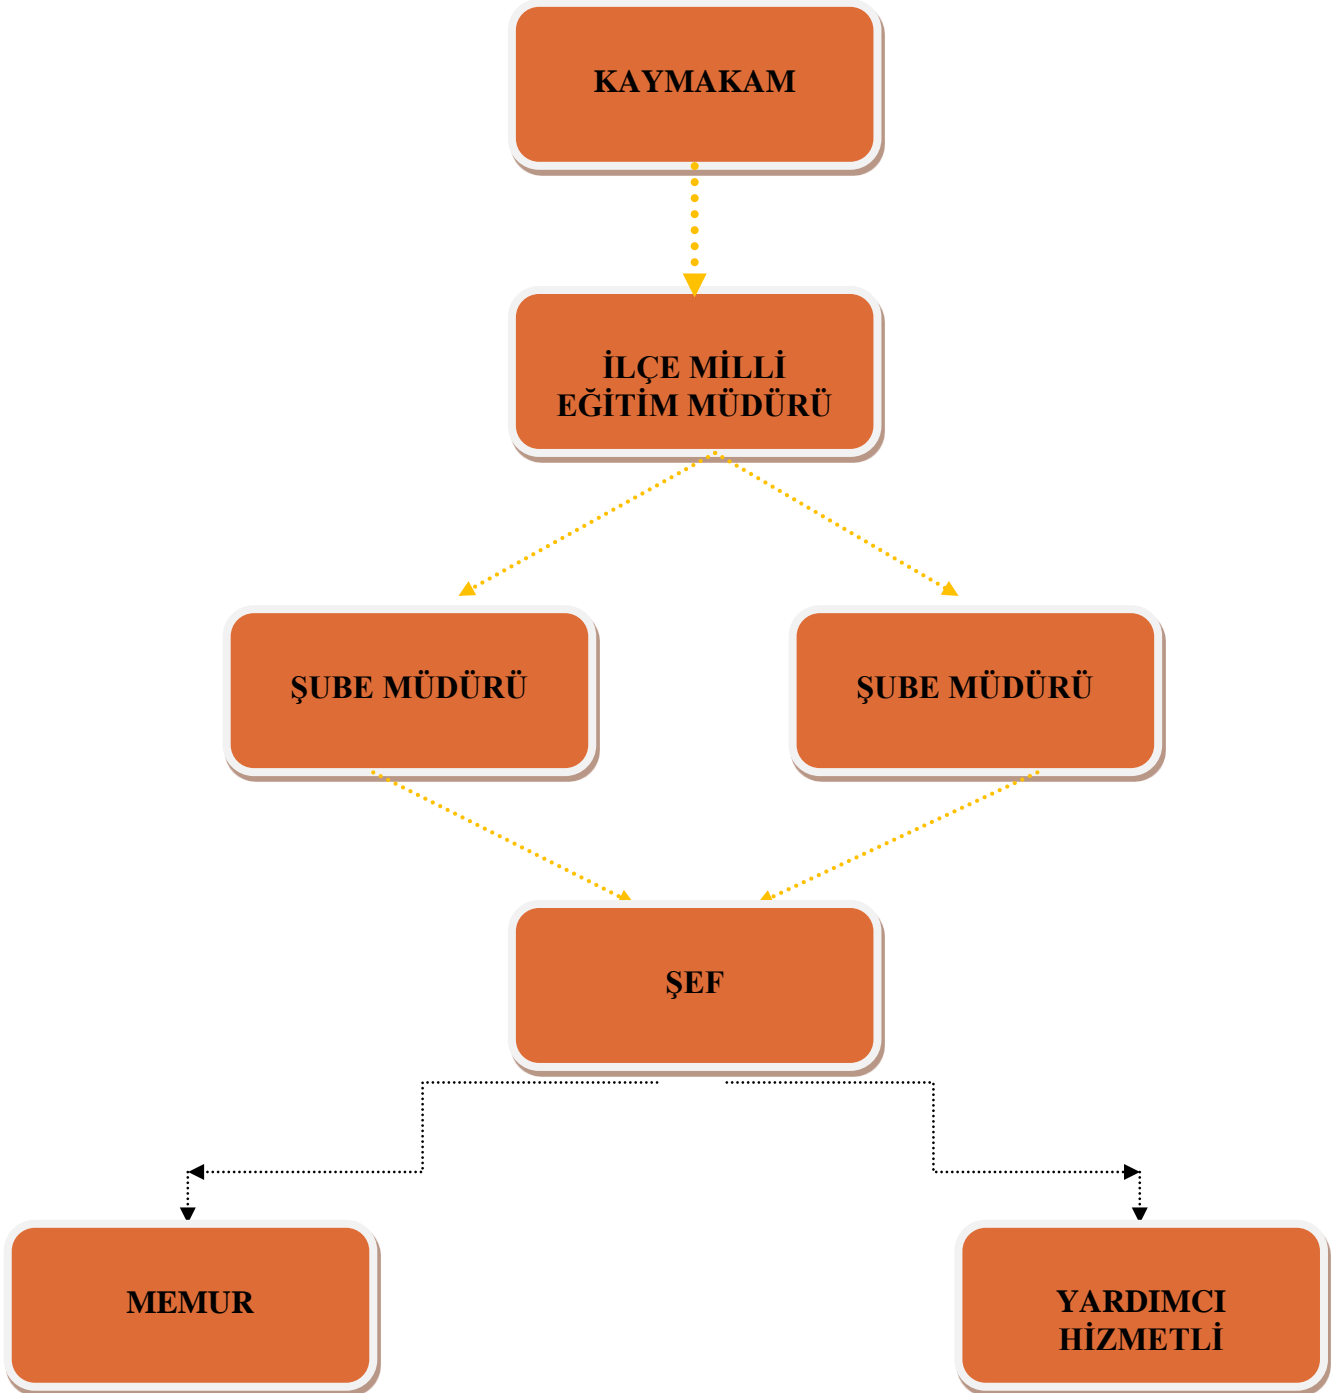 KAYMAKAM
İLÇE MİLLİ
EĞİTİM MÜDÜRÜ
ŞUBE MÜDÜRÜ
ŞUBE MÜDÜRÜ
ŞEF
MEMUR
YARDIMCI
HİZMETLİ